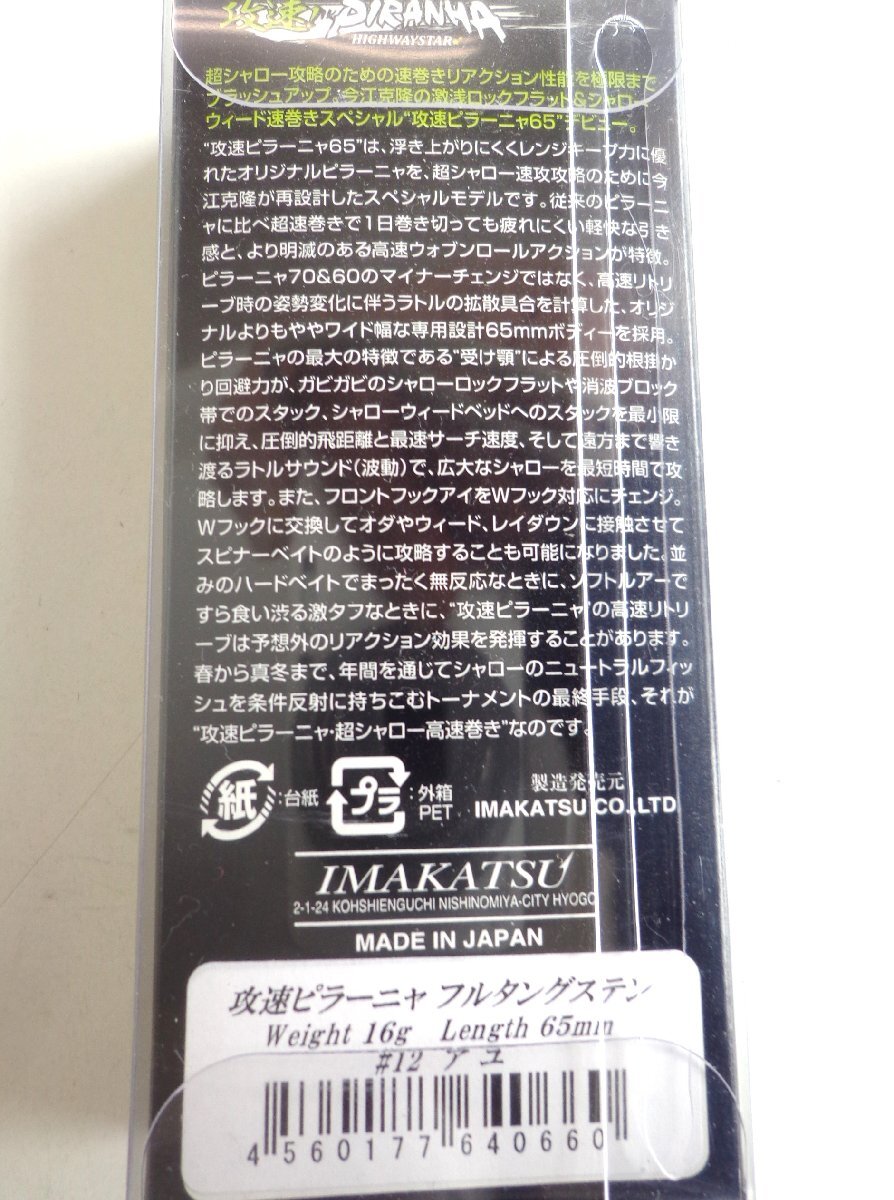 攻速! PIRANHA
HIGHWAYSTAR
超シャロー攻略のための速巻きリアクション性能を極限まで
ブラッシュアップ。今江克隆の激浅ロックフラット&シャロー
ウィード速巻きスペシャル"攻速ピラーニャ65"デビュー。
"攻速ピラーニャ65"は、浮き上がりにくくレンジキープ力に優
れたオリジナルピラーニャを、超シャロー速攻攻略のために今
江克隆が再設計したスペシャルモデルです。従来のピラーニ
ャに比べ超速巻きで1日巻き切っても疲れにくい軽快な引き
感と、より明滅のある高速ウォブンロールアクションが特徴。
ピラーニャ70&60のマイナーチェンジではなく、高速リトリ
ーブ時の姿勢変化に伴うラトルの拡散具合を計算した、オリジ
ナルよりもややワイド幅な専用設計65mmボディーを採用。
ピラーニャの最大の特徴である"受け顎"による圧倒的根掛か
り回避力が、ガビガビのシャローロックフラットや消波ブロック
帯でのスタック、シャローウィードベッドへのスタックを最小限
に抑え、圧倒的飛距離と最速サーチ速度、そして遠方まで響き
渡るラトルサウンド(波動)で、広大なシャローを最短時間で攻
略します。また、フロントフックアイをWフック対応にチェンジ。
Wフックに交換してオダやウィード、レイダウンに接触させて
スピナーベイトのように攻略することも可能になりました。並
みのハードベイトでまったく無反応なときに、ソフトルアーで
すら食い渋る激タフなときに、"攻速ピラーニャ"の高速リトリ
ーブは予想外のリアクション効果を発揮することがあります。
春から真冬まで、年間を通じてシャローのニュートラルフィッ
シュを条件反射に持ちこむトーナメントの最終手段、それが
"攻速ピラーニャ・超シャロー高速巻き"なのです。
紙:台紙 プラ:外箱 PET
製造発売元
IMAKATSU CO.,LTD
IMAKATSU
2-1-24 KOHSHIENGUCHI NISHINOMIYA-CITY HYOGO
MADE IN JAPAN
攻速ピラーニャ フルタングステン
Weight 16g Length 65mm
#12 アユ
4 560177 640660